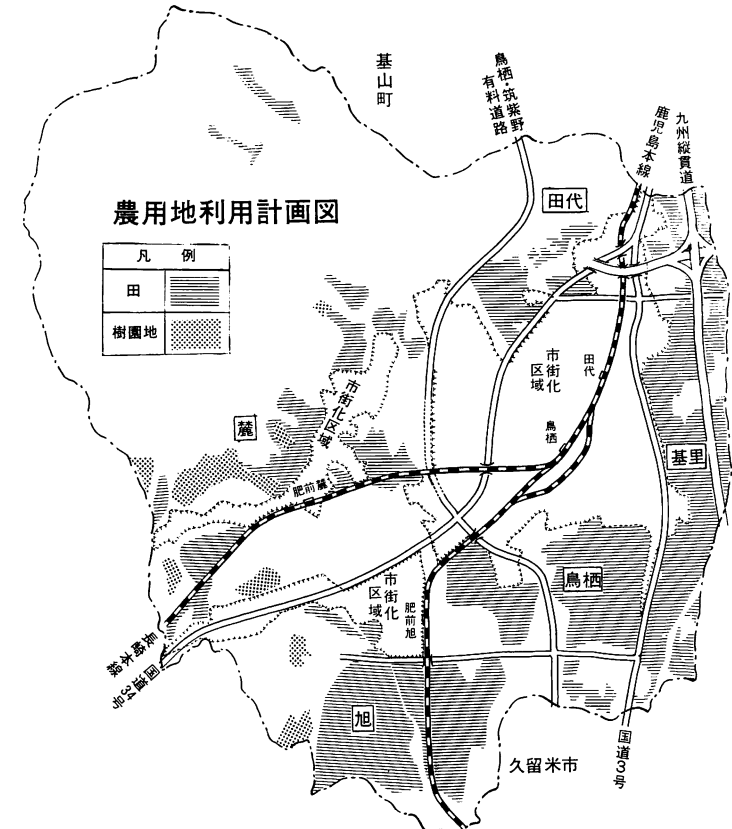 基山町
鳥栖・筑紫野
有料道路
鹿児島本線
九州縦貫道
農用地利用計画図
凡例
田
樹園地
田代
市街化
区域
田代
鳥栖
市街化区域
麓
基里
肥前麓
鳥栖
市街化
区域
肥前旭
長崎本線
国道34号
旭
久留米市
国道3号